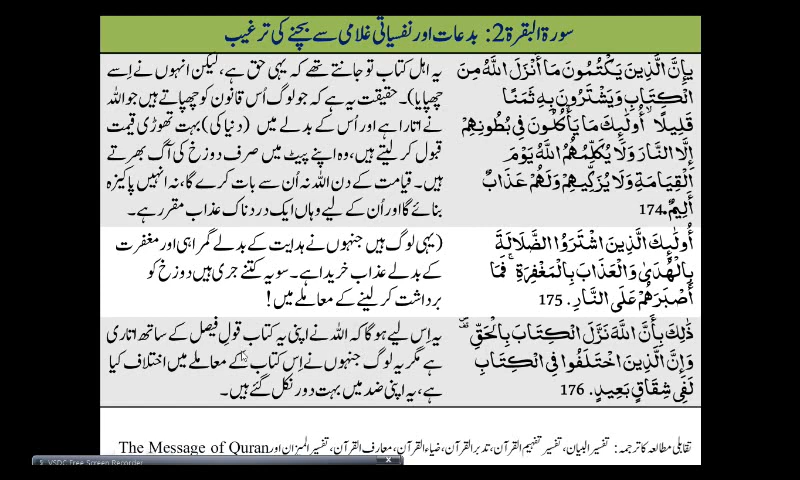 سورۃ البقرۃ 2: بدعات اور نفسیاتی غلامی سے بچنے کی ترغیب
إِنَّ الَّذِينَ يَكْتُمُونَ مَا أَنْزَلَ اللَّهُ مِنَ
الْكِتَابِ وَيَشْتَرُونَ بِهِ ثَمَنًا
قَلِيلًا ۙ أُولَٰئِكَ مَا يَأْكُلُونَ فِي بُطُونِهِمْ
إِلَّا النَّارَ وَلَا يُكَلِّمُهُمُ اللَّهُ يَوْمَ
الْقِيَامَةِ وَلَا يُزَكِّيهِمْ وَلَهُمْ عَذَابٌ
أَلِيمٌ. 174
یہ اہل کتاب تو جانتے تھے کہ یہی حق ہے، لیکن انہوں نے اِسے
چھپایا)۔ حقیقت یہ ہے کہ جو لوگ اُس قانون کو چھپاتے ہیں جو اللہ
نے اتارا ہے اور اُس کے بدلے میں (دنیا کی) بہت تھوڑی قیمت
قبول کر لیتے ہیں، وہ اپنے پیٹ میں صرف دوزخ کی آگ بھرتے
ہیں۔ قیامت کے دن اللہ نہ اُن سے بات کرے گا، نہ انہیں پاکیزہ
بنائے گا اور اُن کے لیے وہاں ایک دردناک عذاب مقرر ہے۔
أُولَٰئِكَ الَّذِينَ اشْتَرَوُا الضَّلَالَةَ
بِالْهُدَىٰ وَالْعَذَابَ بِالْمَغْفِرَةِ ۚ فَمَا
أَصْبَرَهُمْ عَلَى النَّارِ. 175
(یہی لوگ ہیں جنہوں نے ہدایت کے بدلے گمراہی اور مغفرت
کے بدلے عذاب خریدا ہے۔ سو یہ کتنے جری ہیں دوزخ کو
برداشت کر لینے کے معاملے میں!
ذَٰلِكَ بِأَنَّ اللَّهَ نَزَّلَ الْكِتَابَ بِالْحَقِّ ۗ
وَإِنَّ الَّذِينَ اخْتَلَفُوا فِي الْكِتَابِ
لَفِي شِقَاقٍ بَعِيدٍ. 176
یہ اِس لیے ہو گا کہ اللہ نے اپنی یہ کتاب قولِ فیصل کے ساتھ اتاری
ہے مگر یہ لوگ جنہوں نے اِس کتاب کے معاملے میں اختلاف کیا
ہے، یہ اپنی ضد میں بہت دور نکل گئے ہیں۔
تقابلی مطالعہ کا ترجمہ: تفسیر البیان، تفسیر تفہیم القرآن، تدبر القرآن، ضیاء القرآن، معارف القرآن، تفسیر المیزان اور The Message of Quran
VSDC Free Screen Recorder